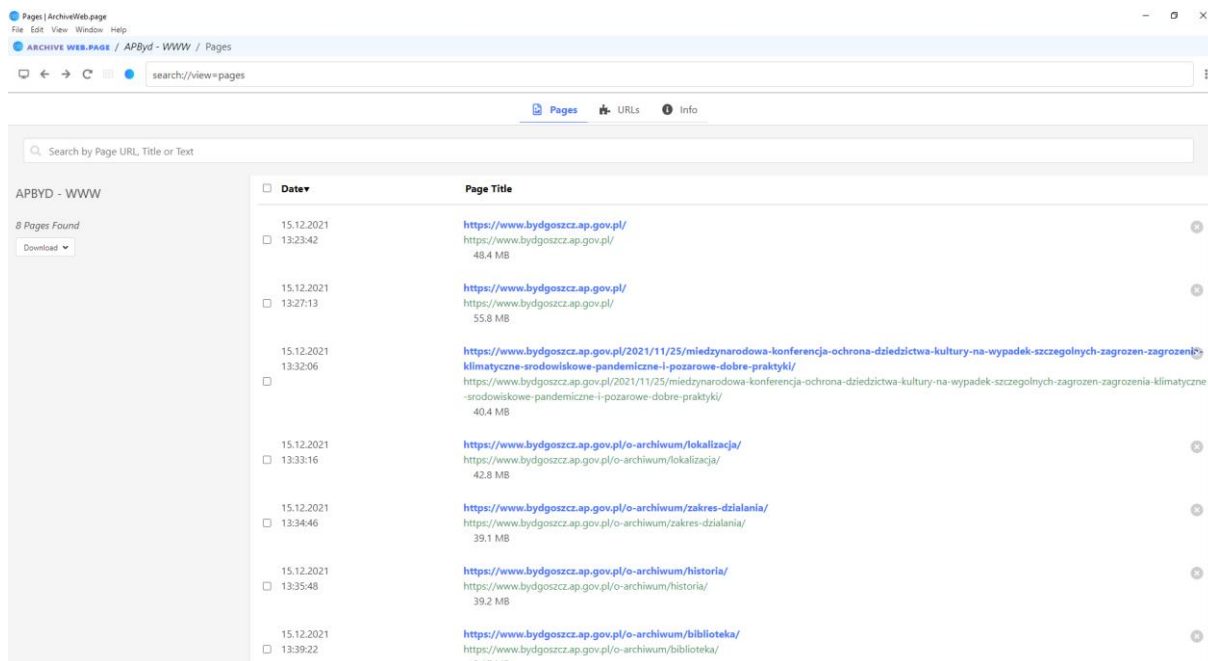 Pages | ArchiveWeb.page
File Edit View Window Help
ARCHIVE WEB.PAGE / APByd - WWW / Pages
search://view=pages
Pages URLs Info
Search by Page URL, Title or Text
APBYD - WWW
8 Pages Found
Download
Date▾ Page Title
15.12.2021 https://www.bydgoszcz.ap.gov.pl/
13:23:42 https://www.bydgoszcz.ap.gov.pl/
48.4 MB
15.12.2021 https://www.bydgoszcz.ap.gov.pl/
13:27:13 https://www.bydgoszcz.ap.gov.pl/
55.8 MB
15.12.2021 https://www.bydgoszcz.ap.gov.pl/2021/11/25/miedzynarodowa-konferencja-ochrona-dziedzictwa-kultury-na-wypadek-szczegolnych-zagrozen-zagrozenia-
13:32:06 klimatyczne-srodowiskowe-pandemiczne-i-pozarowe-dobre-praktyki/
https://www.bydgoszcz.ap.gov.pl/2021/11/25/miedzynarodowa-konferencja-ochrona-dziedzictwa-kultury-na-wypadek-szczegolnych-zagrozen-zagrozenia-klimatyczne
-srodowiskowe-pandemiczne-i-pozarowe-dobre-praktyki/
40.4 MB
15.12.2021 https://www.bydgoszcz.ap.gov.pl/o-archiwum/lokalizacja/
13:33:16 https://www.bydgoszcz.ap.gov.pl/o-archiwum/lokalizacja/
42.8 MB
15.12.2021 https://www.bydgoszcz.ap.gov.pl/o-archiwum/zakres-dzialania/
13:34:46 https://www.bydgoszcz.ap.gov.pl/o-archiwum/zakres-dzialania/
39.1 MB
15.12.2021 https://www.bydgoszcz.ap.gov.pl/o-archiwum/historia/
13:35:48 https://www.bydgoszcz.ap.gov.pl/o-archiwum/historia/
39.2 MB
15.12.2021 https://www.bydgoszcz.ap.gov.pl/o-archiwum/biblioteka/
13:39:22 https://www.bydgoszcz.ap.gov.pl/o-archiwum/biblioteka/